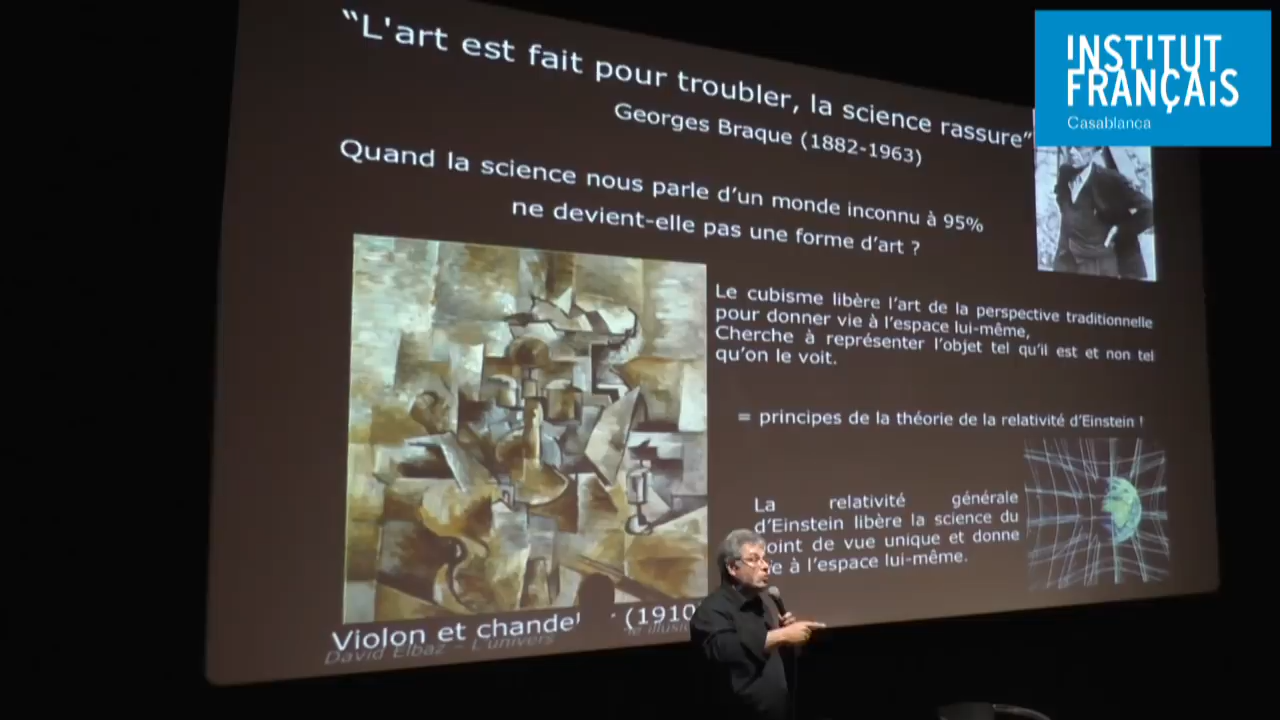 INSTITUT
FRANÇAIS
Casablanca
“L'art est fait pour troubler, la science rassure”
Georges Braque (1882-1963)
Quand la science nous parle d’un monde inconnu à 95%
ne devient-elle pas une forme d’art ?
Le cubisme libère l’art de la perspective traditionnelle
pour donner vie à l’espace lui-même,
Cherche à représenter l’objet tel qu’il est et non tel
qu’on le voit.
= principes de la théorie de la relativité d’Einstein !
La relativité générale
d’Einstein libère la science du
point de vue unique et donne
à l’espace lui-même.
Violon et (1910
David Elbaz – L’univers